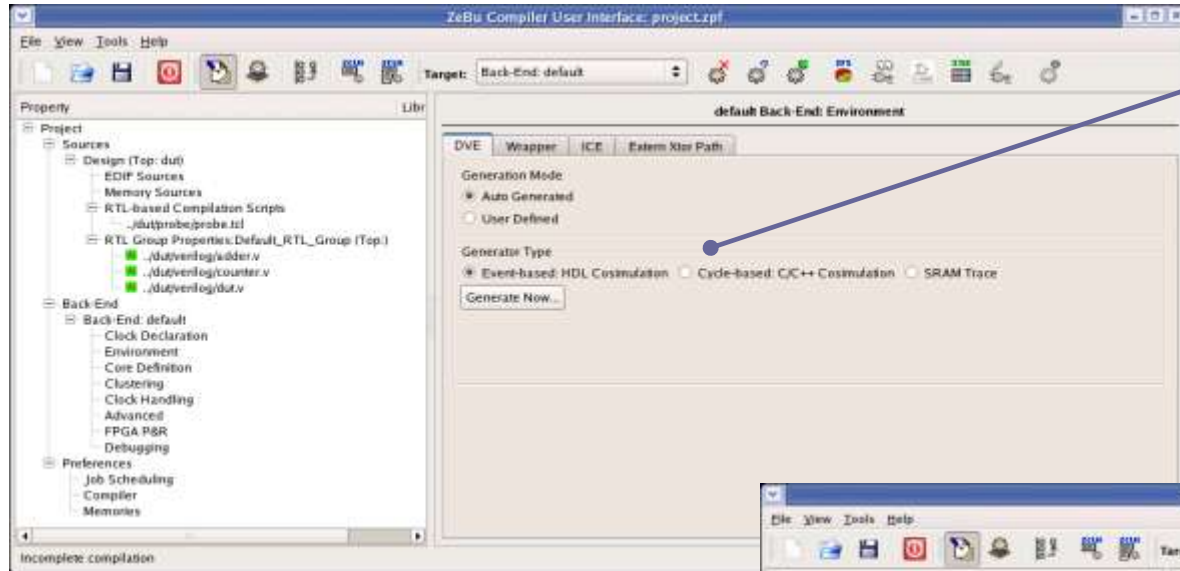 ZeBu Compiler User Interface: project.zpf
File View Tools Help
Target: Back-End: default
Property Libr
Project
Sources
Design (Top: dut)
EDIF Sources
Memory Sources
RTL-based Compilation Scripts
../dut/probe/probe.tcl
RTL Group Properties:Default_RTL_Group (Top:)
../dut/verilog/adder.v
../dut/verilog/counter.v
../dut/verilog/dut.v
Back-End
Back-End: default
Clock Declaration
Environment
Core Definition
Clustering
Clock Handling
Advanced
FPGA P&R
Debugging
Preferences
Job Scheduling
Compiler
Memories
Incomplete compilation
default Back-End: Environment
DVE Wrapper ICE Extern Xtor Path
Generation Mode
Auto Generated
User Defined
Generator Type
Event-based: HDL Cosimulation Cycle-based: C/C++ Cosimulation SRAM Trace
Generate Now...
File View Tools Help
Tar